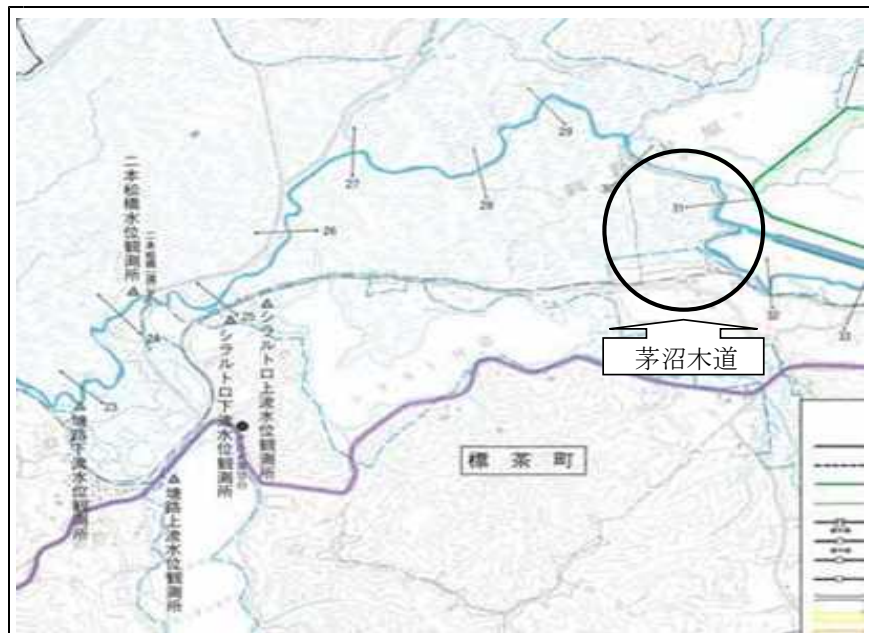 29
27
28
31
26
二本松橋水位観測所
25
32
24
33
茅沼木道
シラルトロ上流水位観測所
シラルトロ下流水位観測所
23
塘路下流水位観測所
標茶町
塘路上流水位観測所